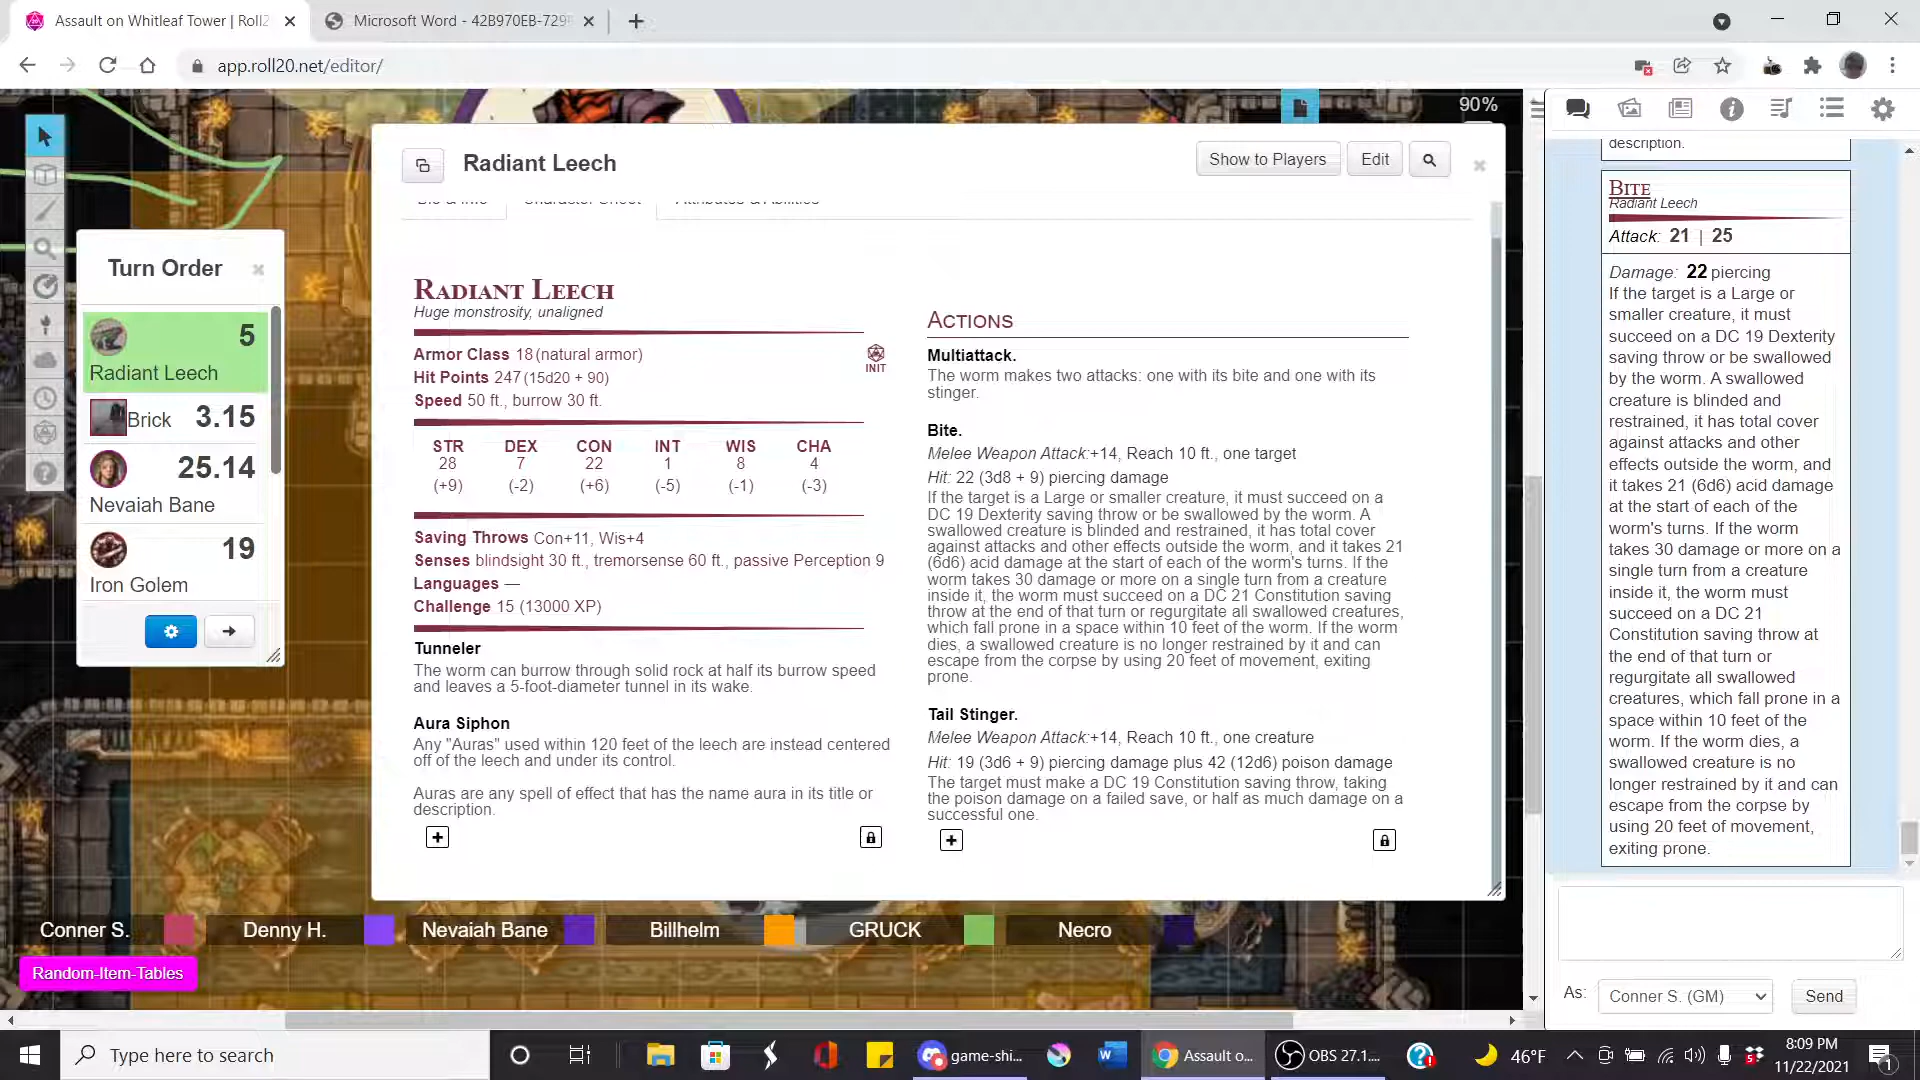 Assault on Whitleaf Tower | Roll2
Microsoft Word - 42B970EB-729
app.roll20.net/editor/
90%
Turn Order
5
Radiant Leech
Brick 3.15
25.14
Nevaiah Bane
19
Iron Golem
Radiant Leech
Show to Players
Edit
Bio & Info
Character Sheet
Attributes & Abilities
Radiant Leech
Huge monstrosity, unaligned
Armor Class 18(natural armor)
Hit Points 247 (15d20 + 90)
Speed 50 ft., burrow 30 ft.
INIT
STR DEX CON INT WIS CHA
28 7 22 1 8 4
(+9) (-2) (+6) (-5) (-1) (-3)
Saving Throws Con+11, Wis+4
Senses blindsight 30 ft., tremorsense 60 ft., passive Perception 9
Languages —
Challenge 15 (13000 XP)
Tunneler
The worm can burrow through solid rock at half its burrow speed
and leaves a 5-foot-diameter tunnel in its wake.
Aura Siphon
Any "Auras" used within 120 feet of the leech are instead centered
off of the leech and under its control.
Auras are any spell of effect that has the name aura in its title or
description.
Actions
Multiattack.
The worm makes two attacks: one with its bite and one with its
stinger.
Bite.
Melee Weapon Attack:+14, Reach 10 ft., one target
Hit: 22 (3d8 + 9) piercing damage
If the target is a Large or smaller creature, it must succeed on a
DC 19 Dexterity saving throw or be swallowed by the worm. A
swallowed creature is blinded and restrained, it has total cover
against attacks and other effects outside the worm, and it takes 21
(6d6) acid damage at the start of each of the worm's turns. If the
worm takes 30 damage or more on a single turn from a creature
inside it, the worm must succeed on a DC 21 Constitution saving
throw at the end of that turn or regurgitate all swallowed creatures,
which fall prone in a space within 10 feet of the worm. If the worm
dies, a swallowed creature is no longer restrained by it and can
escape from the corpse by using 20 feet of movement, exiting
prone.
Tail Stinger.
Melee Weapon Attack:+14, Reach 10 ft., one creature
Hit: 19 (3d6 + 9) piercing damage plus 42 (12d6) poison damage
The target must make a DC 19 Constitution saving throw, taking
the poison damage on a failed save, or half as much damage on a
successful one.
description.
Bite
Radiant Leech
Attack: 21 | 25
Damage: 22 piercing
If the target is a Large or
smaller creature, it must
succeed on a DC 19 Dexterity
saving throw or be swallowed
by the worm. A swallowed
creature is blinded and
restrained, it has total cover
against attacks and other
effects outside the worm, and
it takes 21 (6d6) acid damage
at the start of each of the
worm's turns. If the worm
takes 30 damage or more on a
single turn from a creature
inside it, the worm must
succeed on a DC 21
Constitution saving throw at
the end of that turn or
regurgitate all swallowed
creatures, which fall prone in a
space within 10 feet of the
worm. If the worm dies, a
swallowed creature is no
longer restrained by it and can
escape from the corpse by
using 20 feet of movement,
exiting prone.
As: Conner S. (GM)
Send
Conner S. Denny H. Nevaiah Bane Billhelm GRUCK Necro
Random-Item-Tables
Type here to search
game-shi...
Assault o...
OBS 27.1....
46°F
8:09 PM
11/22/2021
1